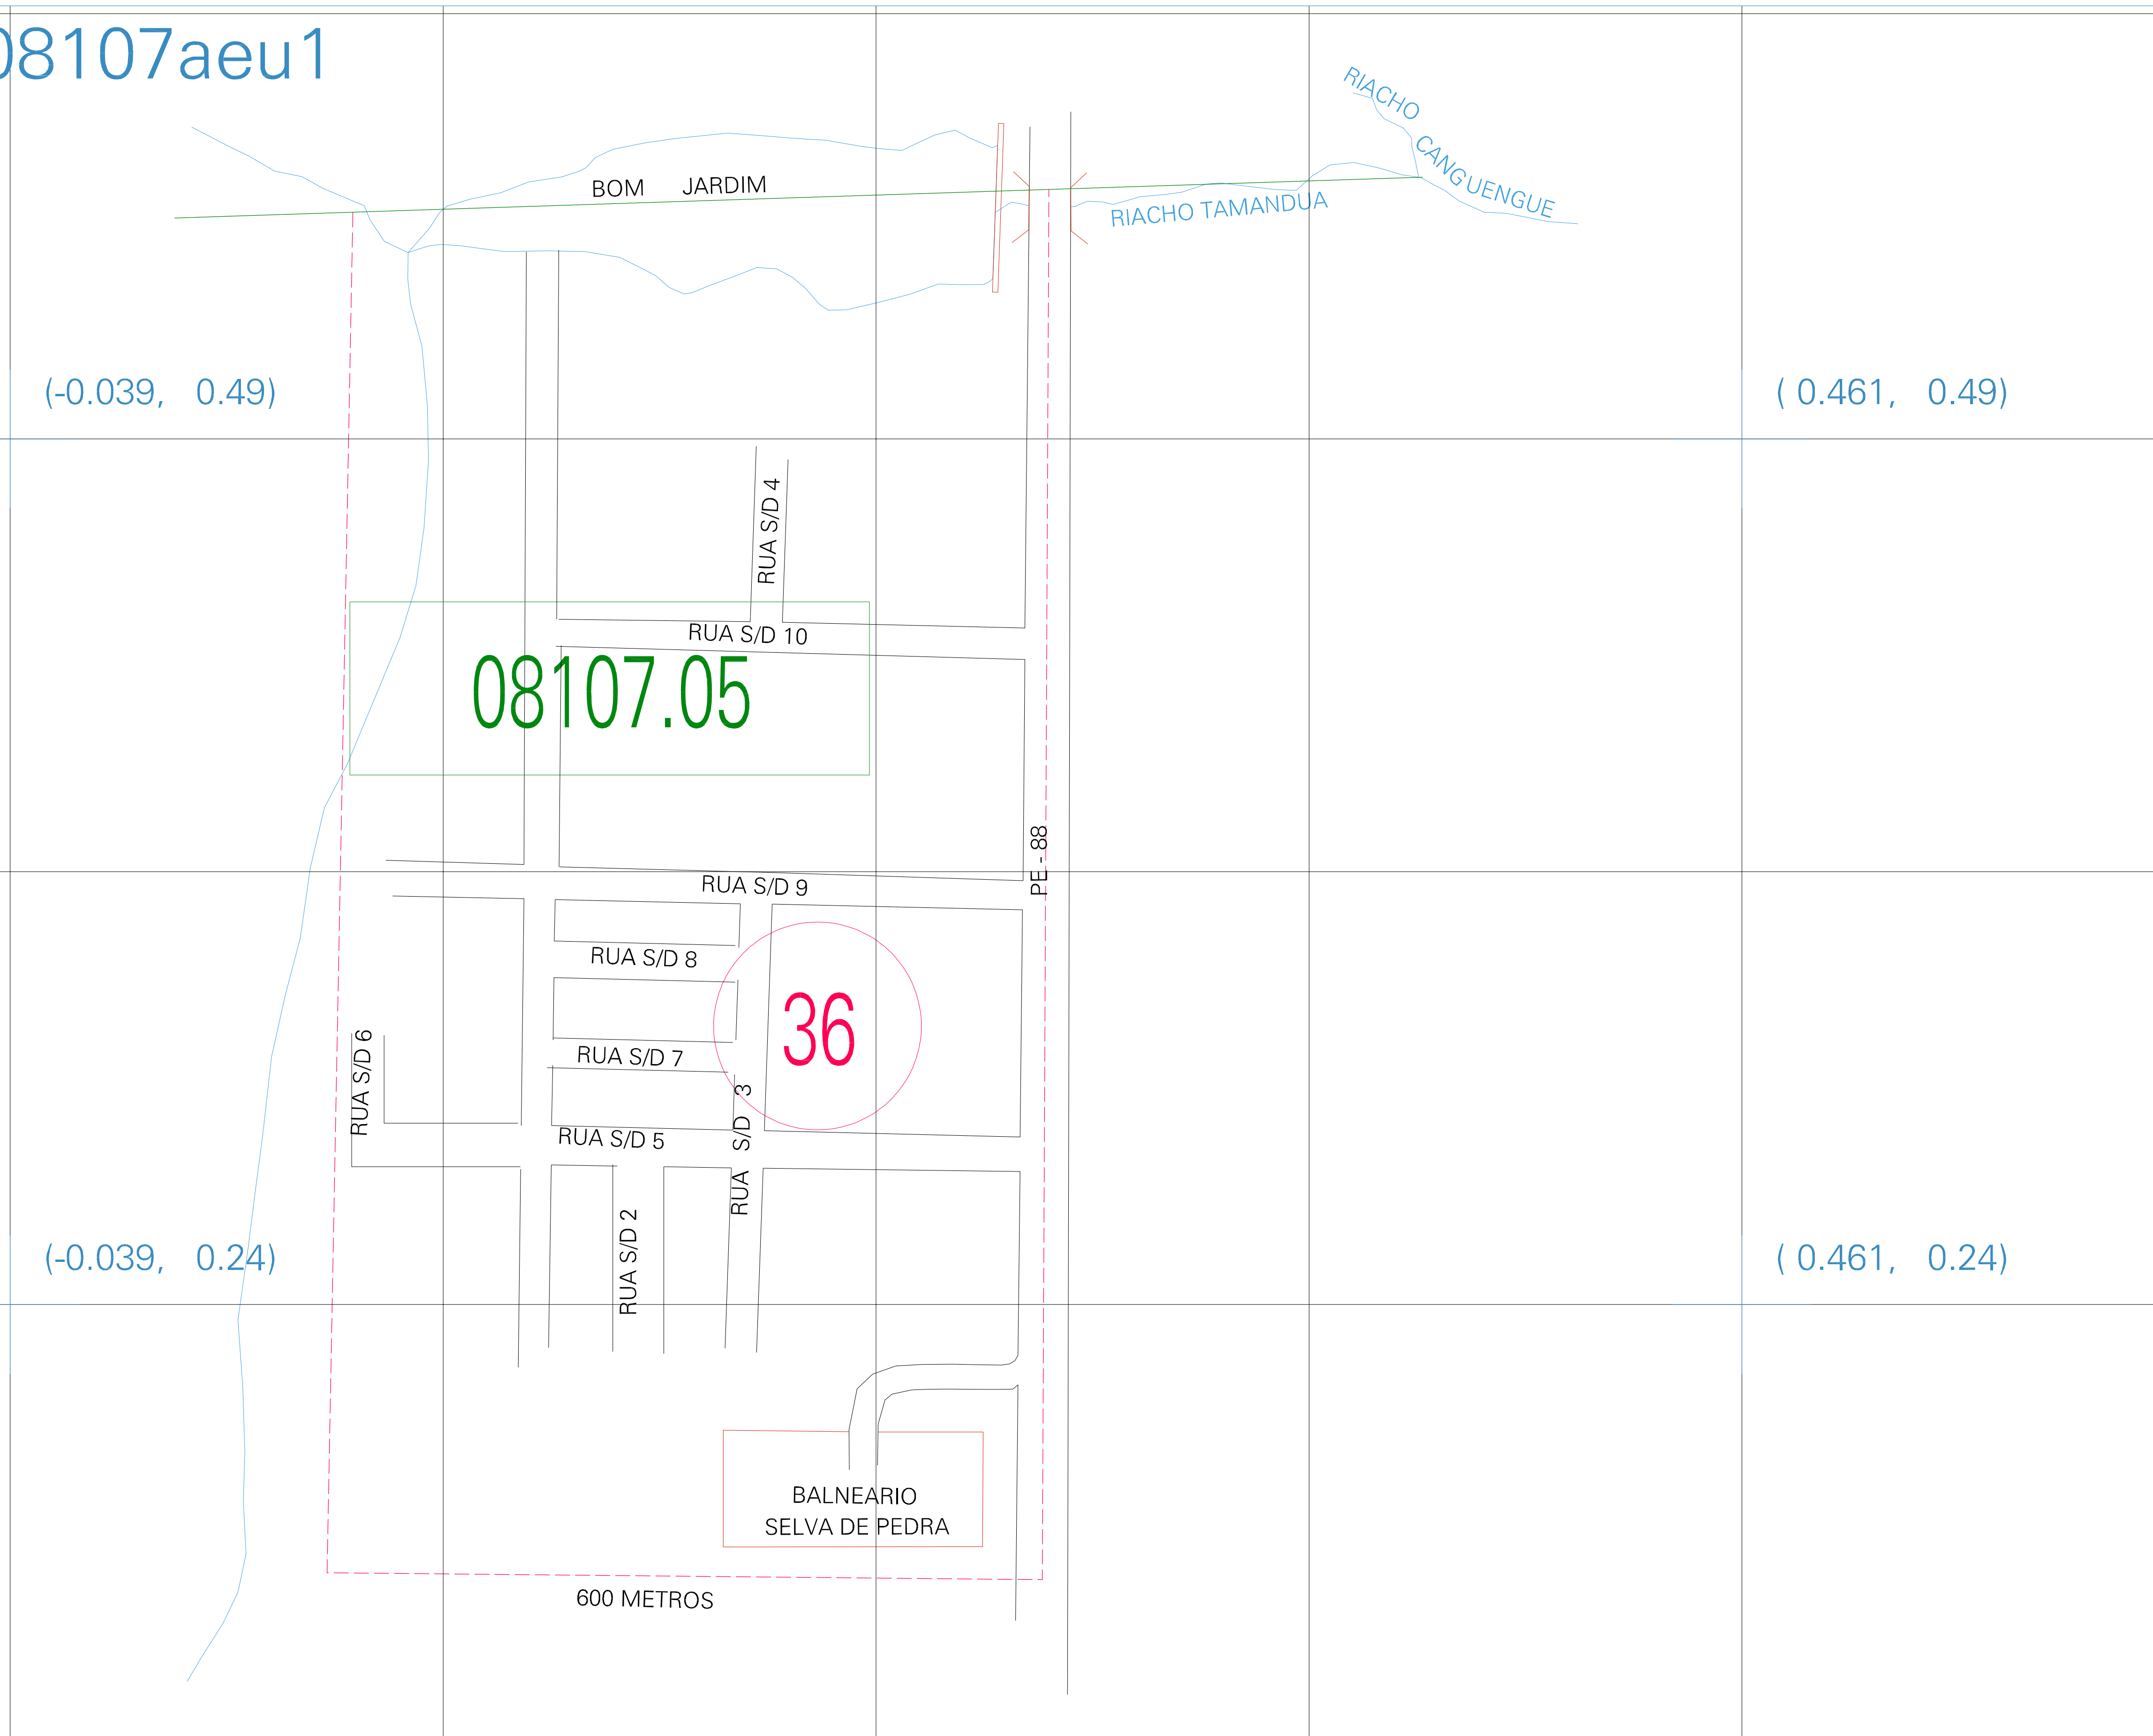 08107aeu1
RIACHO
CANGUENGUE
BOM JARDIM
RIACHO TAMANDUA
(-0.039, 0.49)
( 0.461, 0.49)
RUA S/D 4
RUA S/D 10
08107.05
PE - 88
RUA S/D 9
RUA S/D 8
36
RUA S/D 7
RUA S/D 6
RUA S/D 3
RUA S/D 5
RUA S/D 2
(-0.039, 0.24)
( 0.461, 0.24)
BALNEARIO
SELVA DE PEDRA
600 METROS